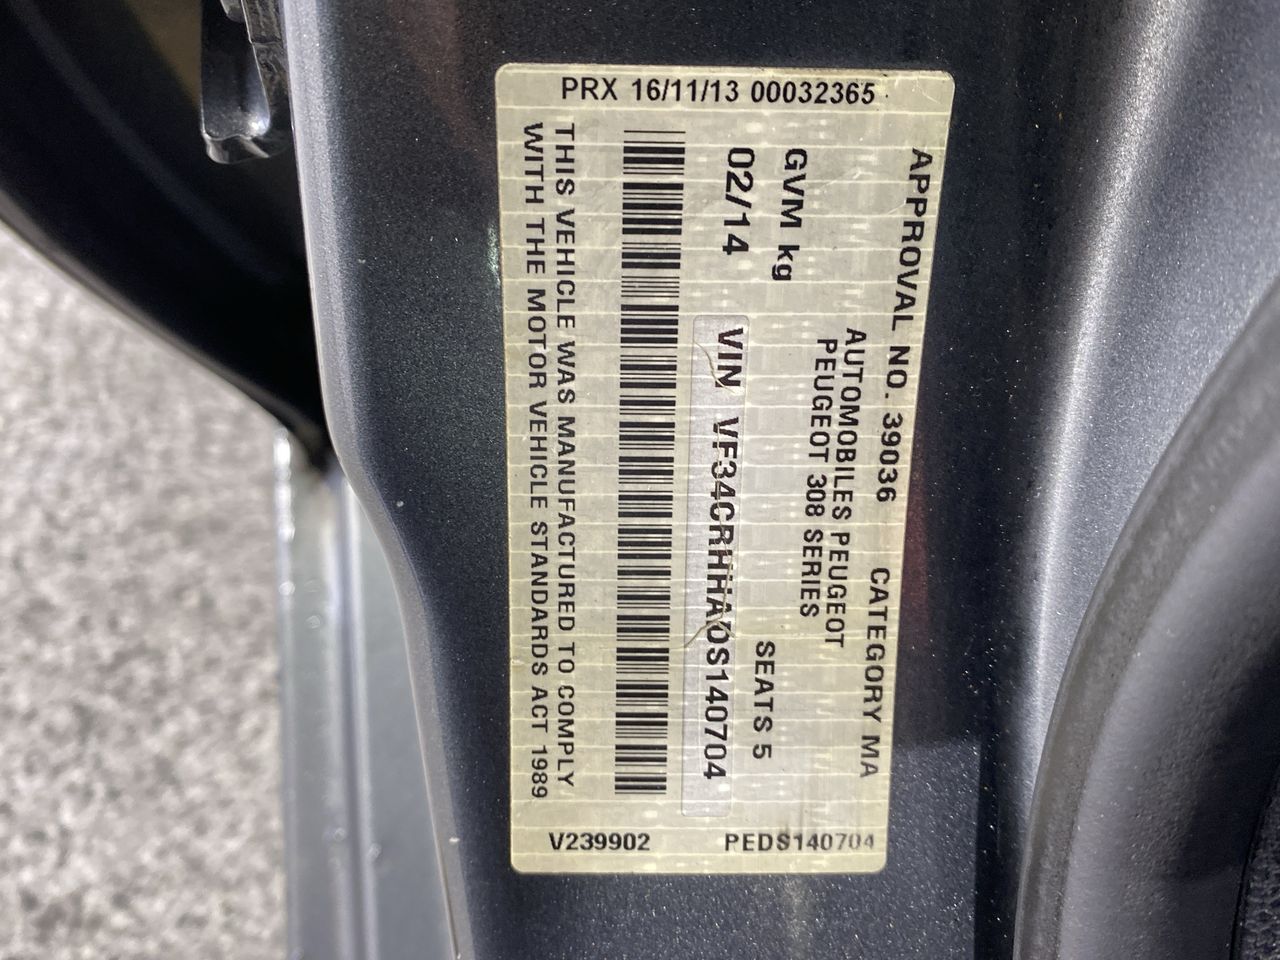 PRX 16/11/13 00032365
APPROVAL NO. 39036 CATEGORY MA
AUTOMOBILES PEUGEOT
PEUGEOT 308 SERIES
GVM kg SEATS 5
02/14 VIN VF34CRHHADS140704
THIS VEHICLE WAS MANUFACTURED TO COMPLY
WITH THE MOTOR VEHICLE STANDARDS ACT 1989
V239902 PEDS140704